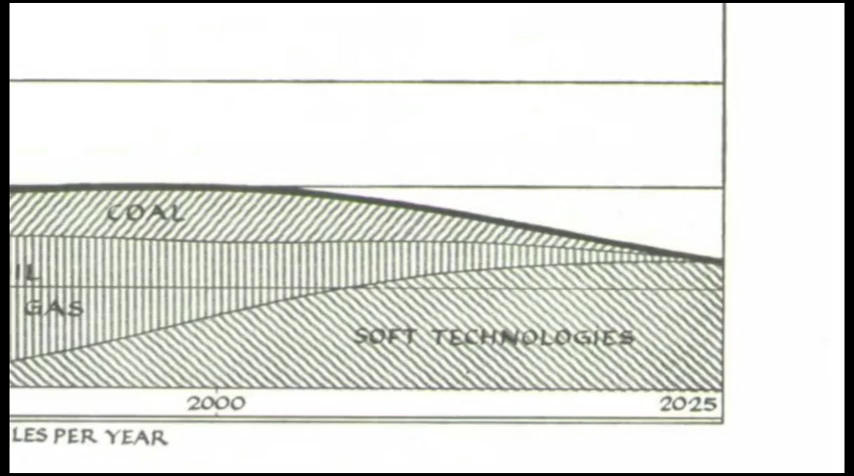 COAL
IL
GAS
SOFT TECHNOLOGIES
2000
2025
LES PER YEAR